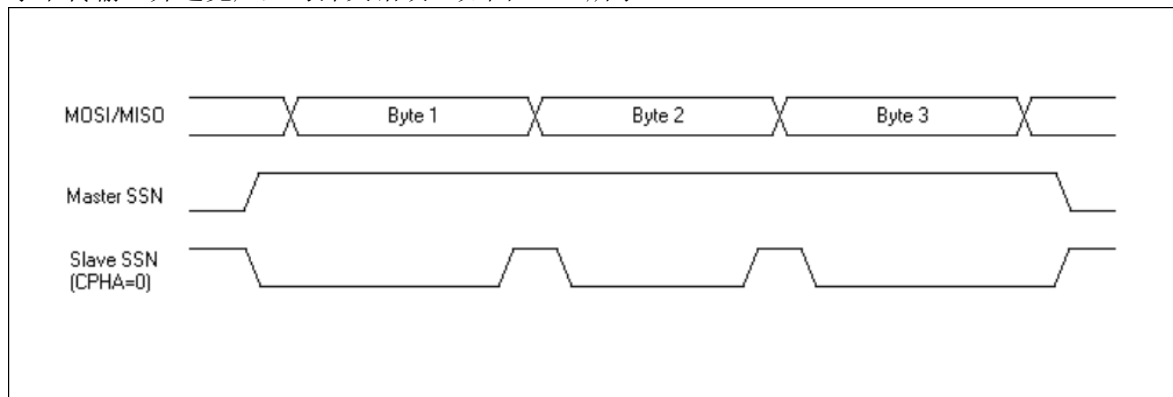 MOSI/MISO
Byte 1
Byte 2
Byte 3
Master SSN
Slave SSN
(CPHA=0)